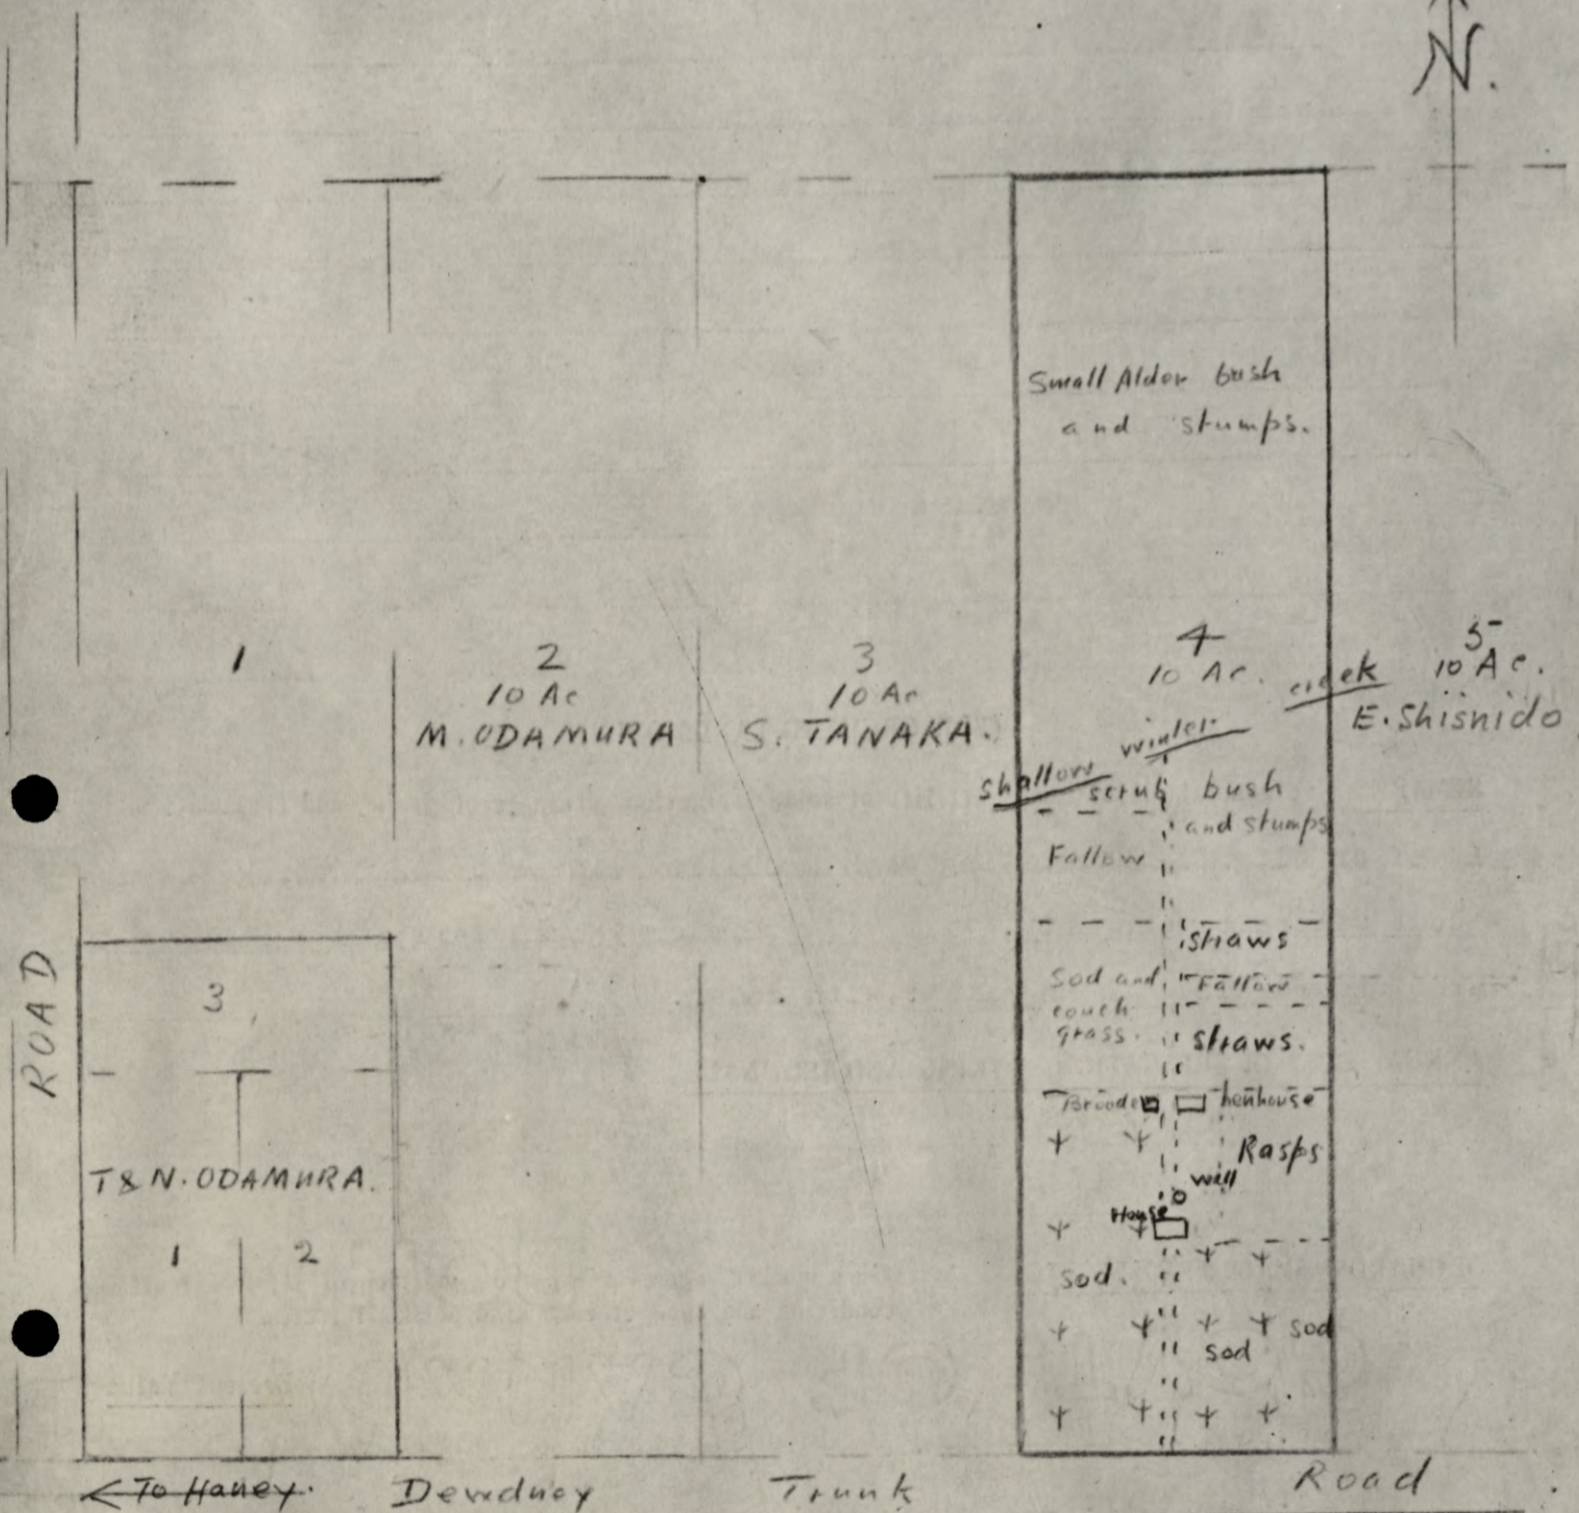 N.
Small Alder bush
and stumps.
1
2
10 Ac
M. ODAMURA
3
10 Ac
S. TANAKA.
4
10 Ac.
5
10 Ac.
E. Shisnido
shallow winter creek
scrub bush
and stumps
Fallow
straws
Sod and
couch
grass.
Fallow
straws.
Brooder
henhouse
Rasps
well
House
sod.
sod
sod
ROAD
3
T & N. ODAMURA.
1
2
← To Haney.
Dewdney Trunk Road